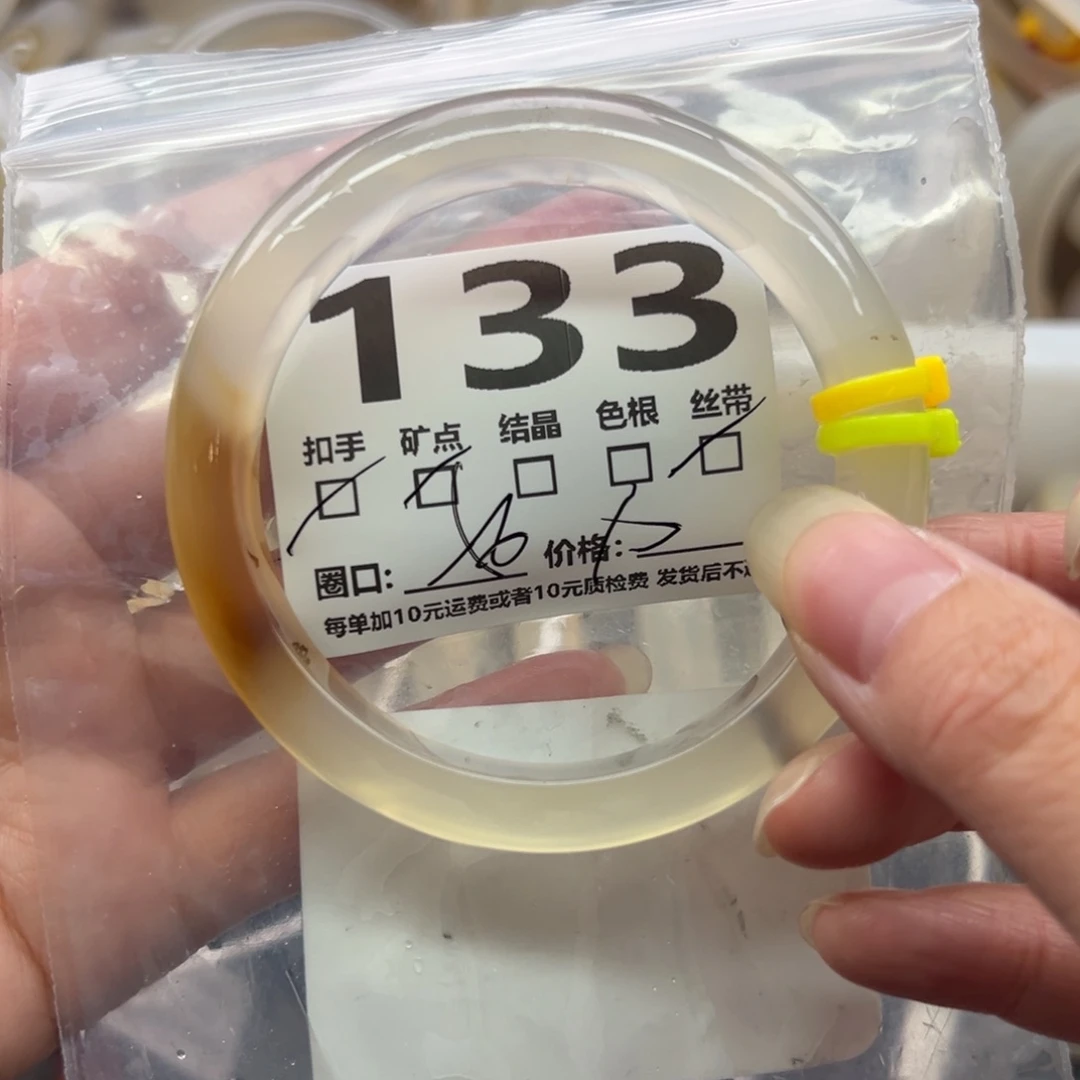 133
扣手 矿点 结晶 色根 丝带
圈口: 价格:
每单加10元运费或者10元质检费 发货后不